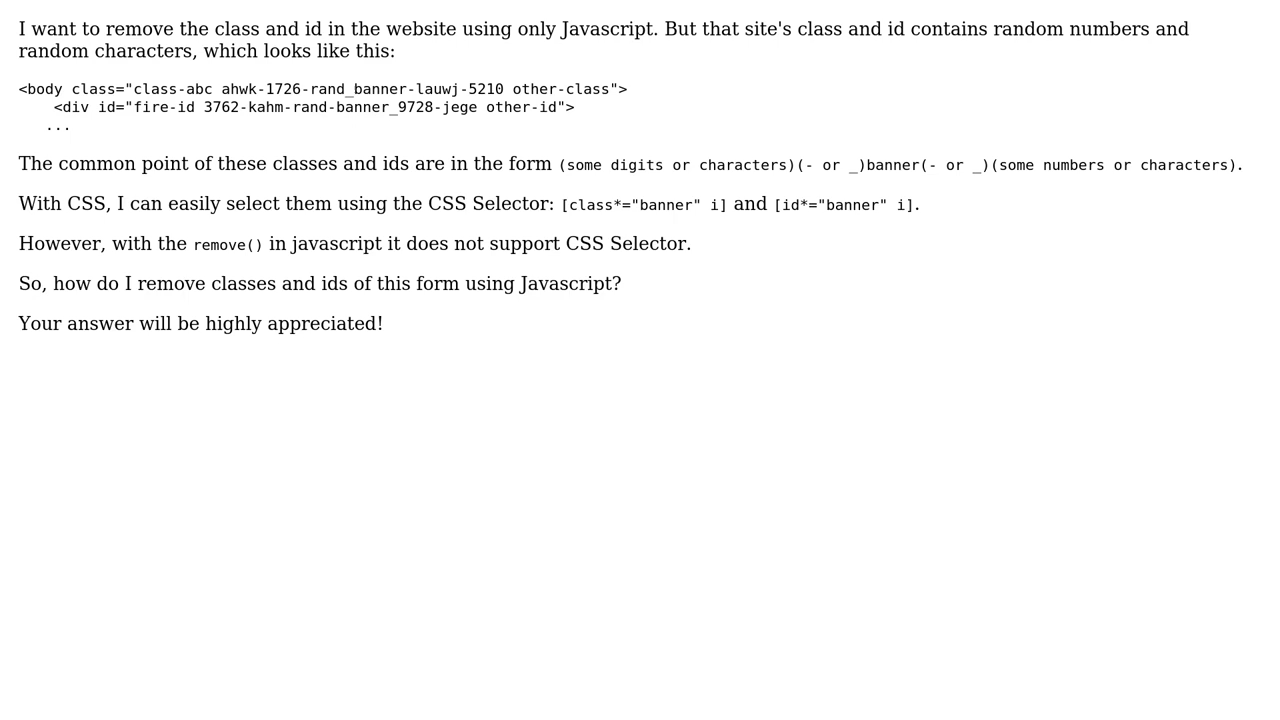 I want to remove the class and id in the website using only Javascript. But that site's class and id contains random numbers and
random characters, which looks like this:
<body class="class-abc ahwk-1726-rand_banner-lauwj-5210 other-class">
    <div id="fire-id 3762-kahm-rand-banner_9728-jege other-id">
   ...
The common point of these classes and ids are in the form (some digits or characters)(- or _)banner(- or _)(some numbers or characters).
With CSS, I can easily select them using the CSS Selector: [class*="banner" i] and [id*="banner" i].
However, with the remove() in javascript it does not support CSS Selector.
So, how do I remove classes and ids of this form using Javascript?
Your answer will be highly appreciated!